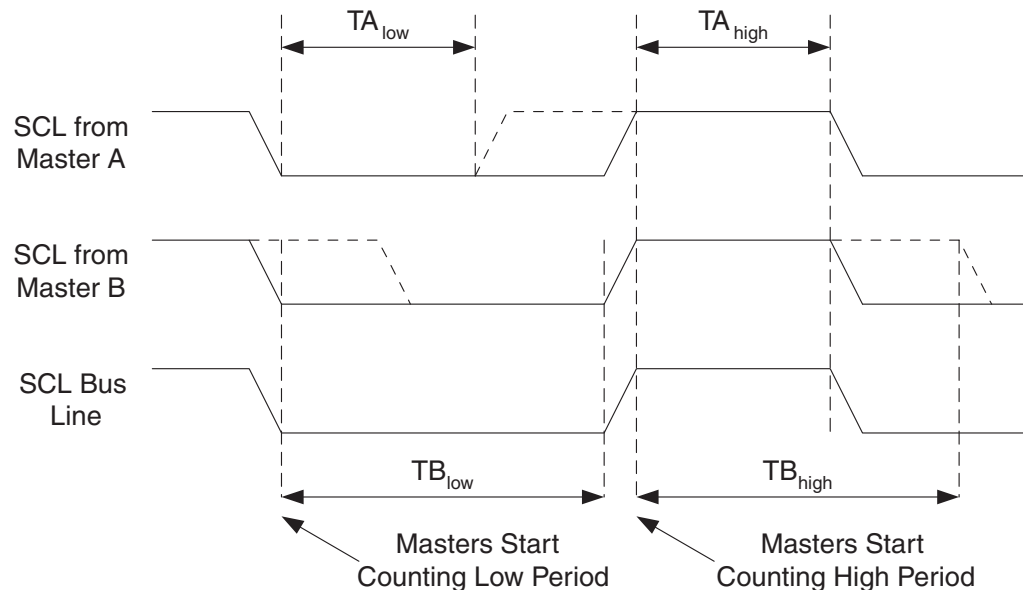 TA low
TA high
SCL from
Master A
SCL from
Master B
SCL Bus
Line
TB low
TB high
Masters Start
Counting Low Period
Masters Start
Counting High Period